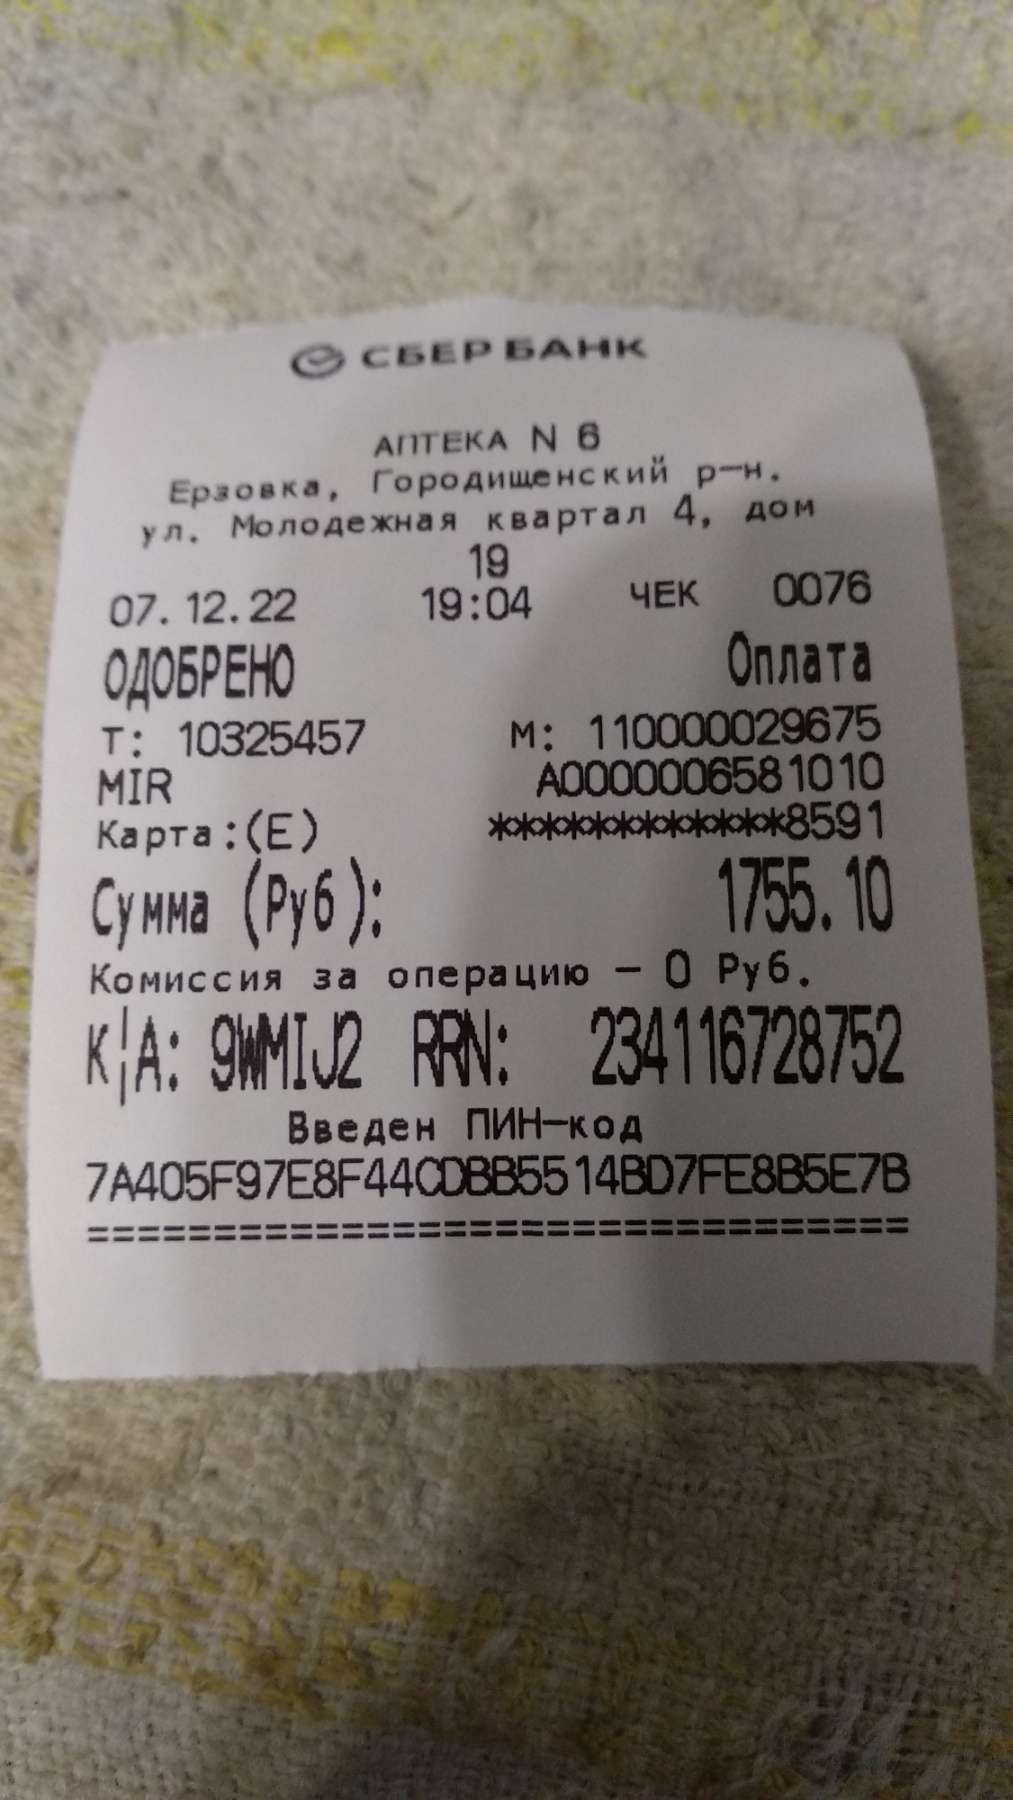 СБЕРБАНК
АПТЕКА N 6
Ерзовка, Городищенский р-н.
ул. Молодежная квартал 4, дом
19
07.12.22 19:04 ЧЕК 0076
ОДОБРЕНО Оплата
Т: 10325457 М: 110000029675
MIR A0000006581010
Карта:(E) ************8591
Сумма (Руб): 1755.10
Комиссия за операцию – 0 Руб.
К|А: 9WMIJ2 RRN: 234116728752
Введен ПИН-код
7A405F97E8F44CDBB5514BD7FE8B5E7B
================================